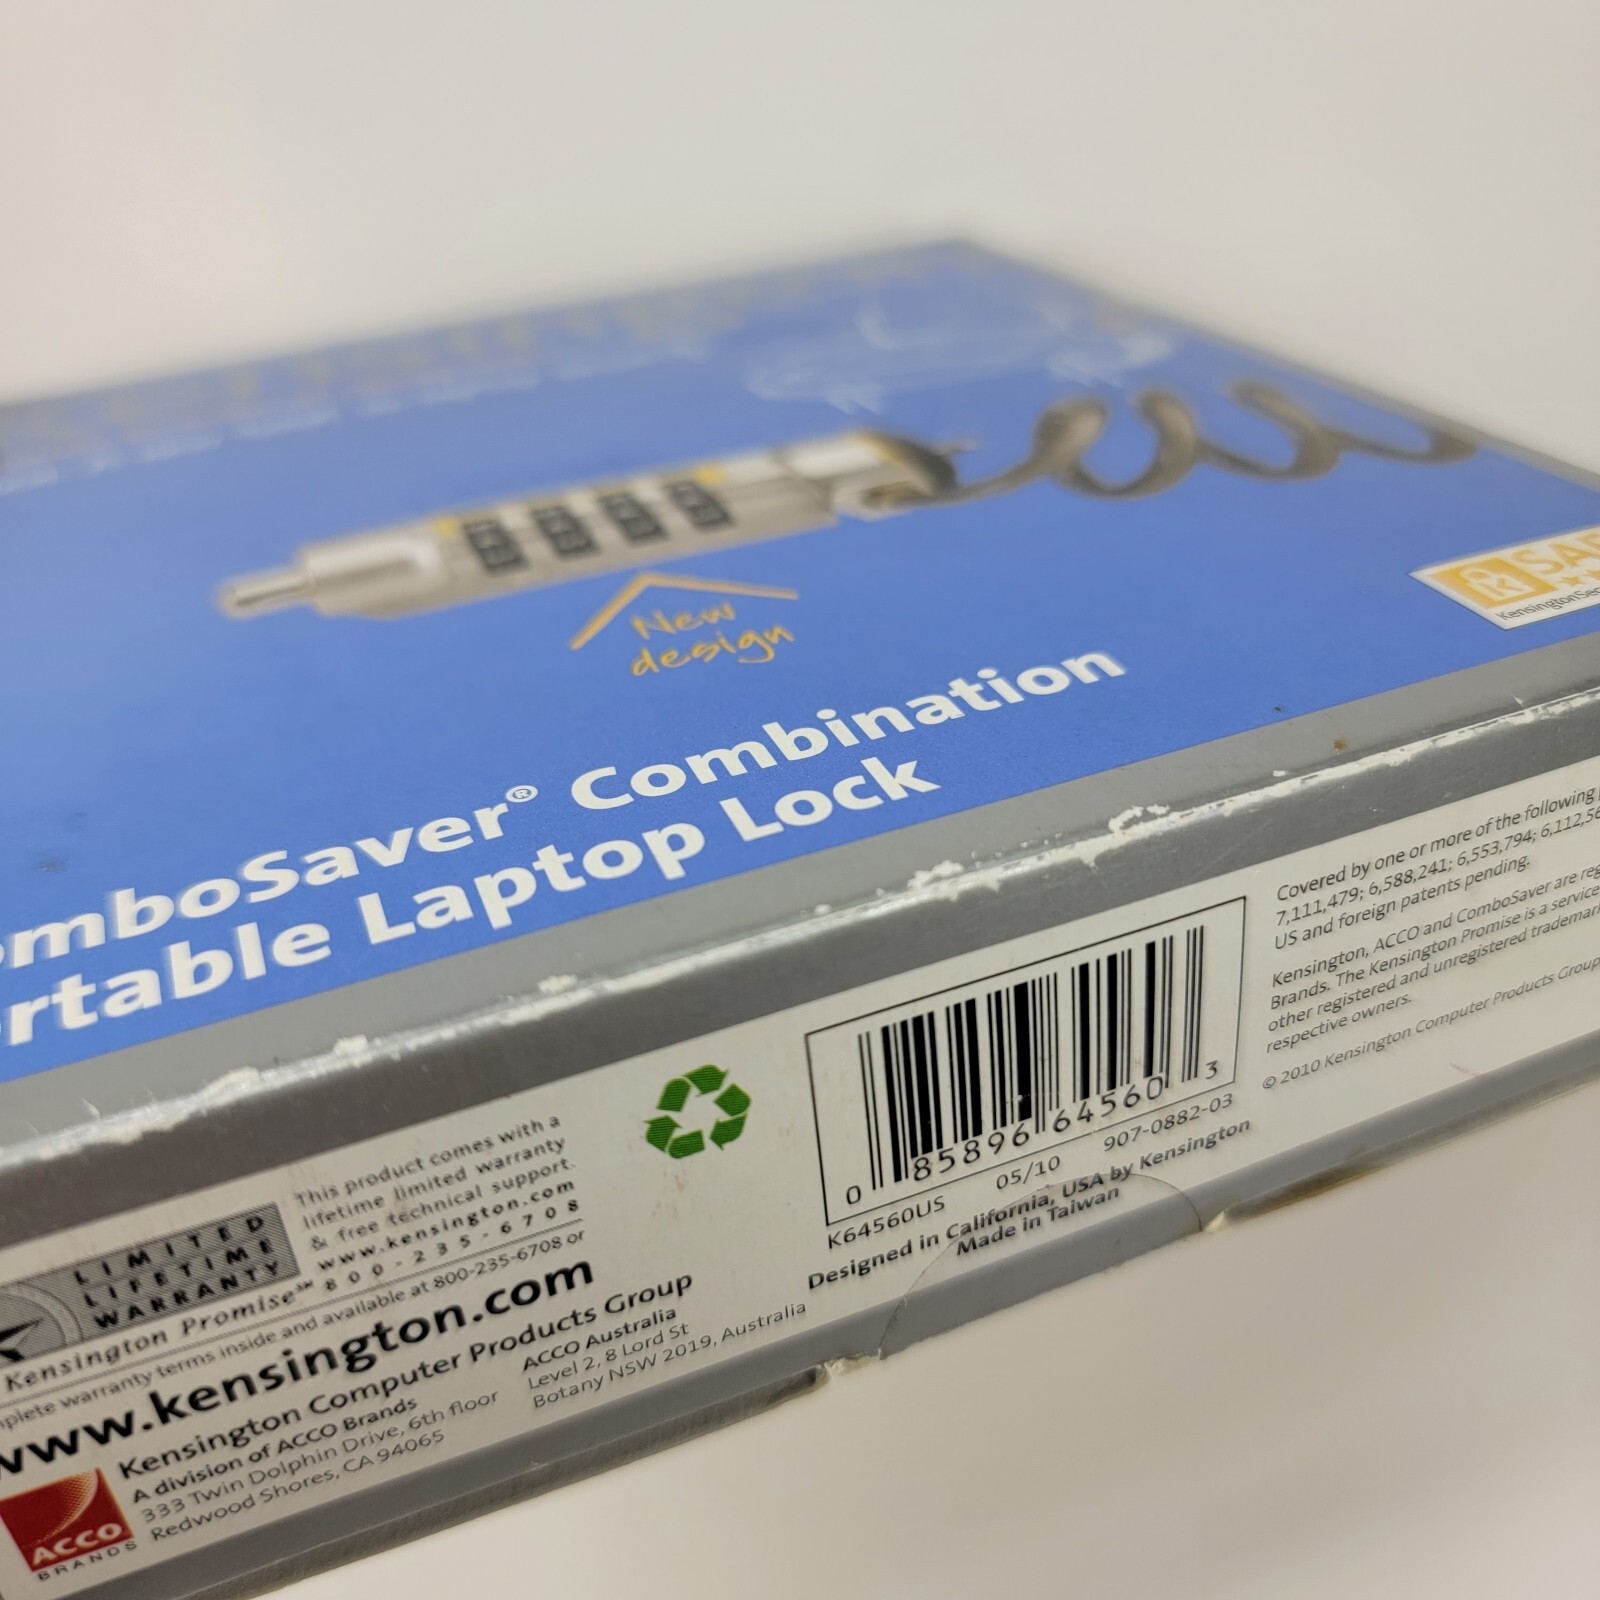 New
design
omboSaver® Combination
rtable Laptop Lock
SAF
KensingtonSec
LIMITED
LIFETIME
WARRANTY
This product comes with a
lifetime limited warranty
& free technical support.
www.kensington.com
Kensington Promise℠ 800-235-6708
plete warranty terms inside and available at 800-235-6708 or
www.kensington.com
Kensington Computer Products Group
A division of ACCO Brands
333 Twin Dolphin Drive, 6th floor
Redwood Shores, CA 94065
ACCO Australia
Level 2, 8 Lord St
Botany NSW 2019, Australia
ACCO
BRANDS
0 85896 64560 3
K64560US 05/10 907-0882-03
Designed in California, USA by Kensington
Made in Taiwan
Covered by one or more of the following
7,111,479; 6,588,241; 6,553,794; 6,112,56
US and foreign patents pending.
Kensington, ACCO and ComboSaver are reg
Brands. The Kensington Promise is a service
other registered and unregistered trademar
respective owners.
© 2010 Kensington Computer Products Group